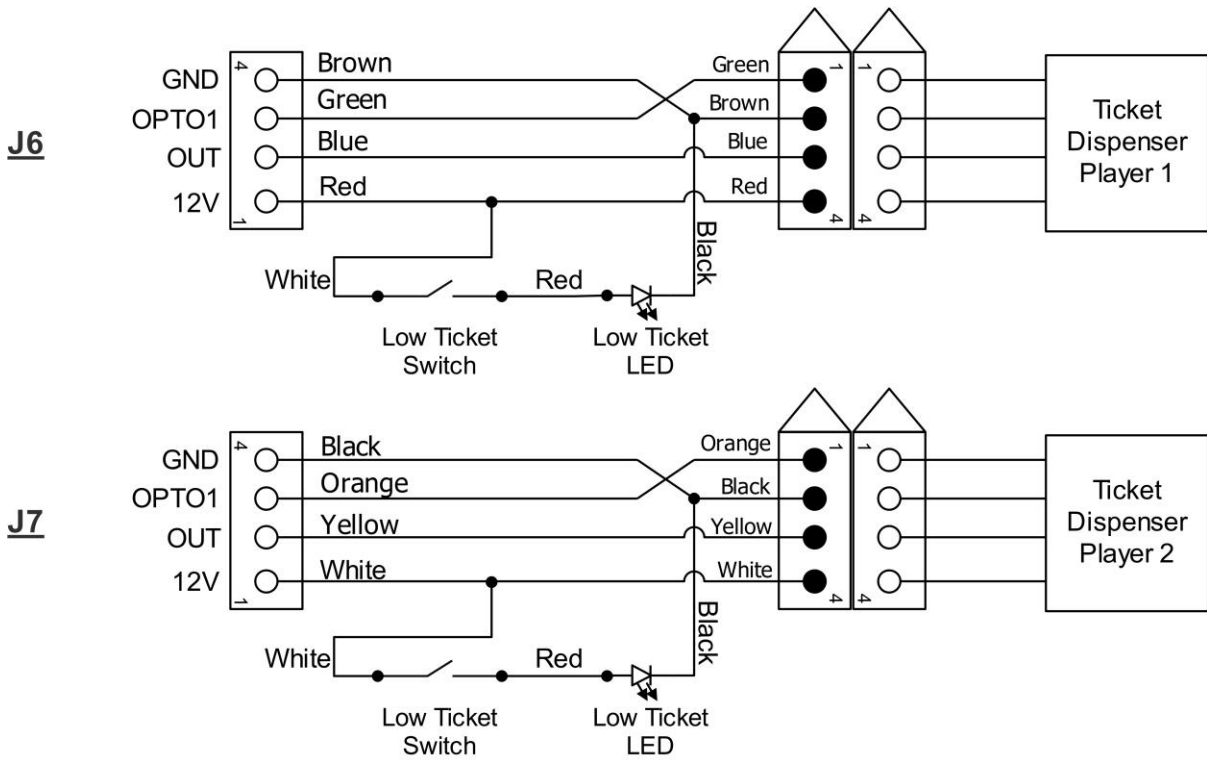 J6
GND
OPTO1
OUT
12V
4
1
Brown
Green
Blue
Red
Green
Brown
Blue
Red
1
4
1
4
Ticket
Dispenser
Player 1
White
Red
Black
Low Ticket
Switch
Low Ticket
LED
J7
GND
OPTO1
OUT
12V
4
1
Black
Orange
Yellow
White
Orange
Black
Yellow
White
1
4
1
4
Ticket
Dispenser
Player 2
White
Red
Black
Low Ticket
Switch
Low Ticket
LED